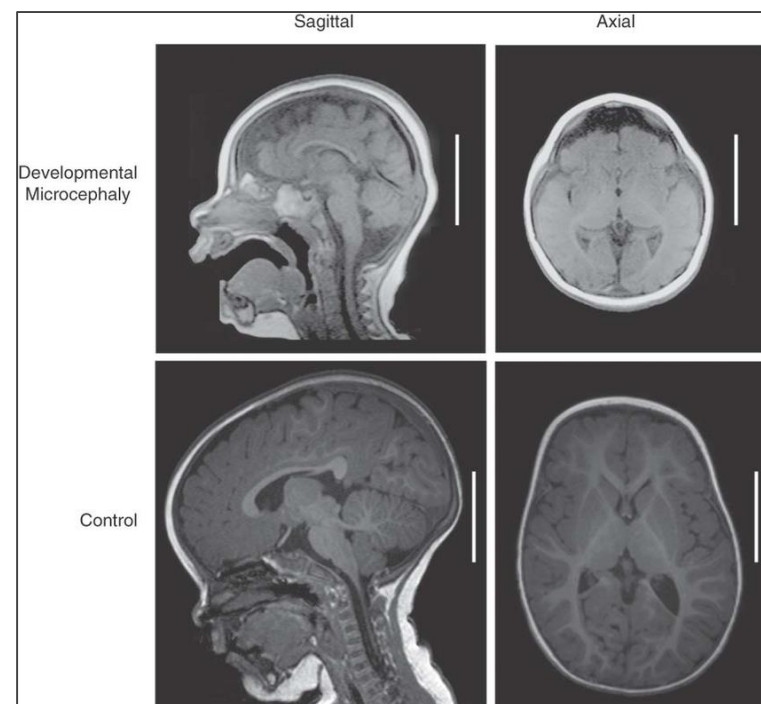 Sagittal
Axial
Developmental
Microcephaly
Control